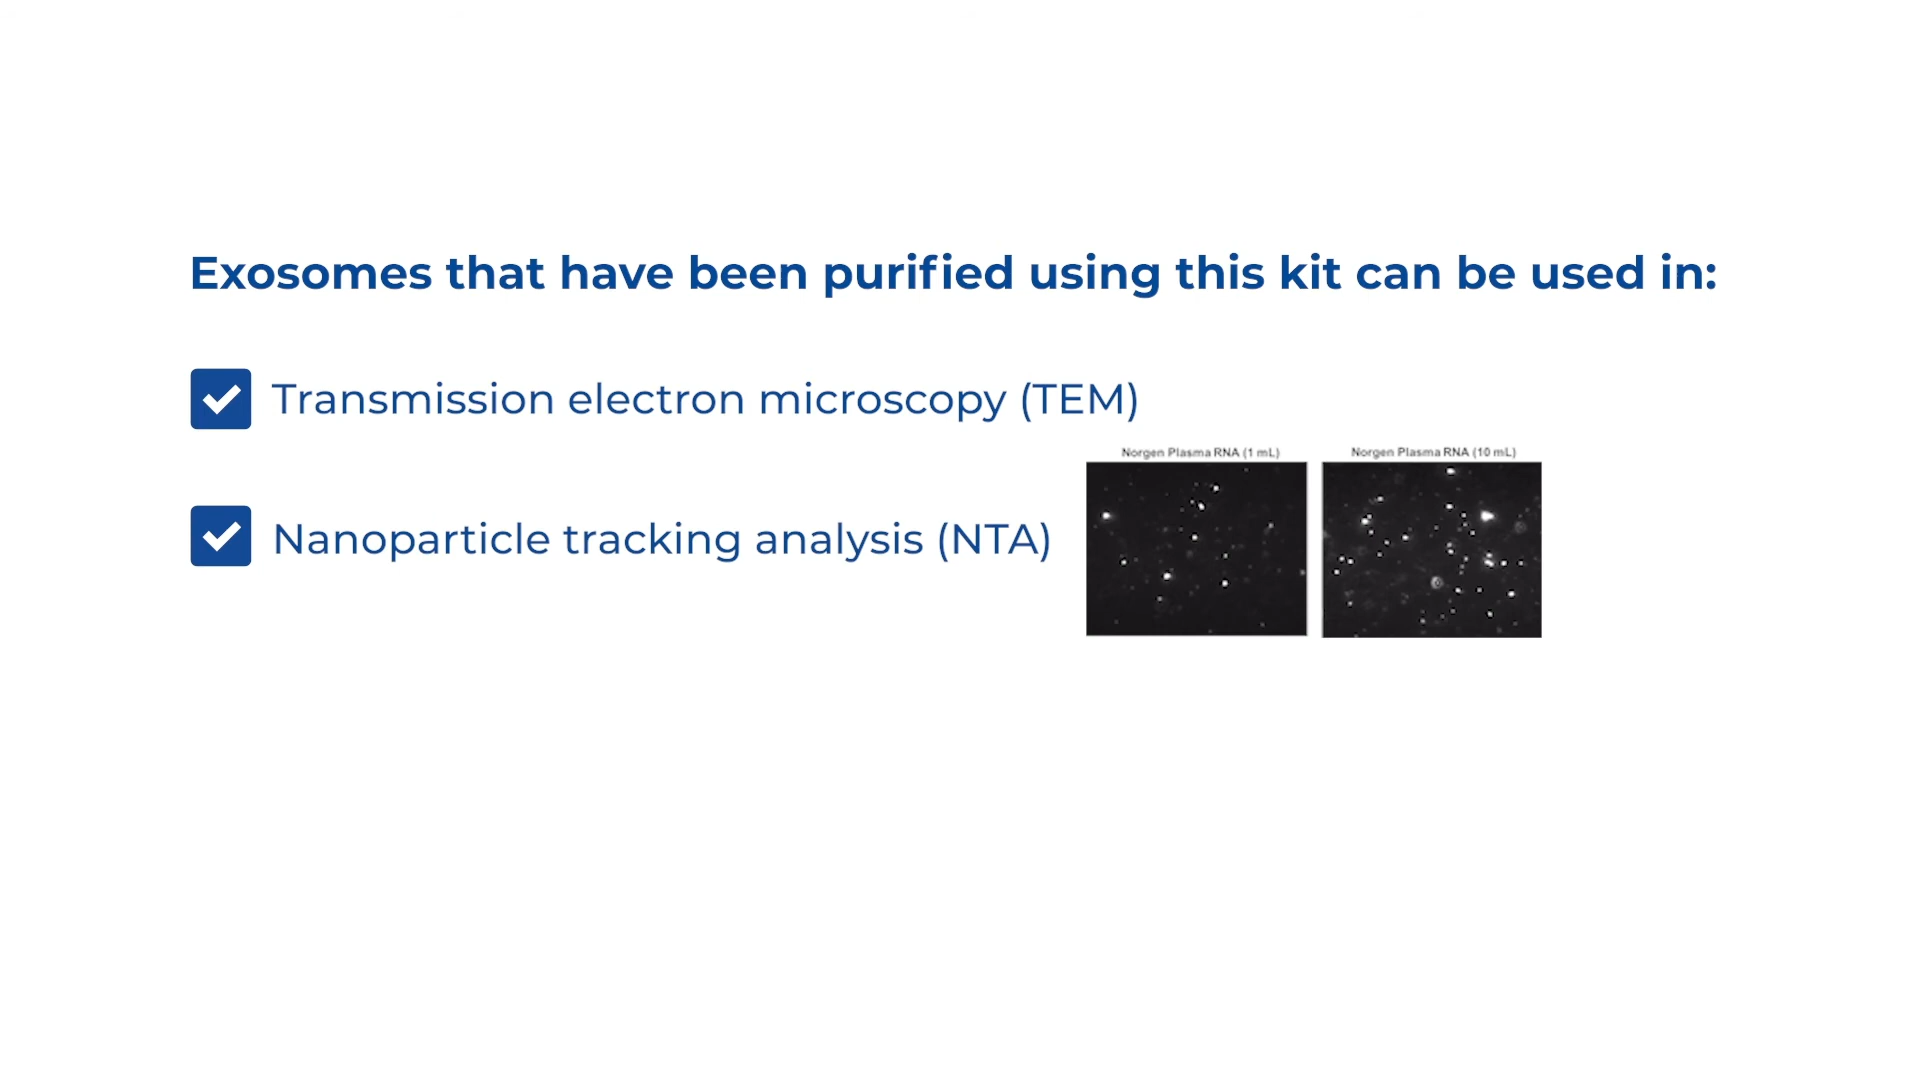 Exosomes that have been purified using this kit can be used in:
Transmission electron microscopy (TEM)
Norgen Plasma RNA (1 mL)
Norgen Plasma RNA (10 mL)
Nanoparticle tracking analysis (NTA)